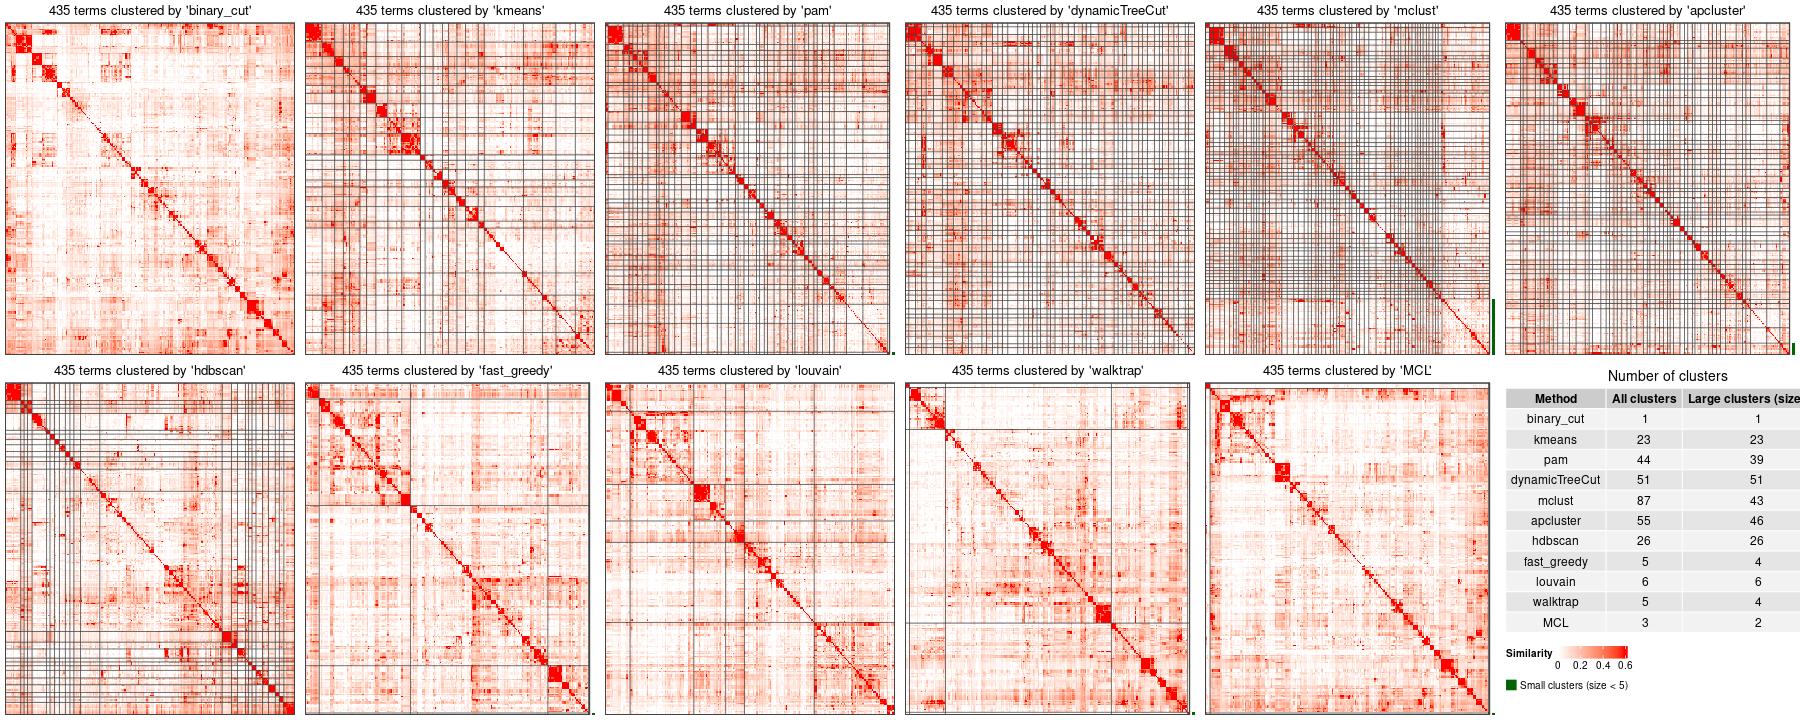 435 terms clustered by 'binary_cut'
435 terms clustered by 'kmeans'
435 terms clustered by 'pam'
435 terms clustered by 'dynamicTreeCut'
435 terms clustered by 'mclust'
435 terms clustered by 'apcluster'
435 terms clustered by 'hdbscan'
435 terms clustered by 'fast_greedy'
435 terms clustered by 'louvain'
435 terms clustered by 'walktrap'
435 terms clustered by 'MCL'
Number of clusters
Method All clusters Large clusters (size
binary_cut 1 1
kmeans 23 23
pam 44 39
dynamicTreeCut 51 51
mclust 87 43
apcluster 55 46
hdbscan 26 26
fast_greedy 5 4
louvain 6 6
walktrap 5 4
MCL 3 2
Similarity
0 0.2 0.4 0.6
Small clusters (size < 5)